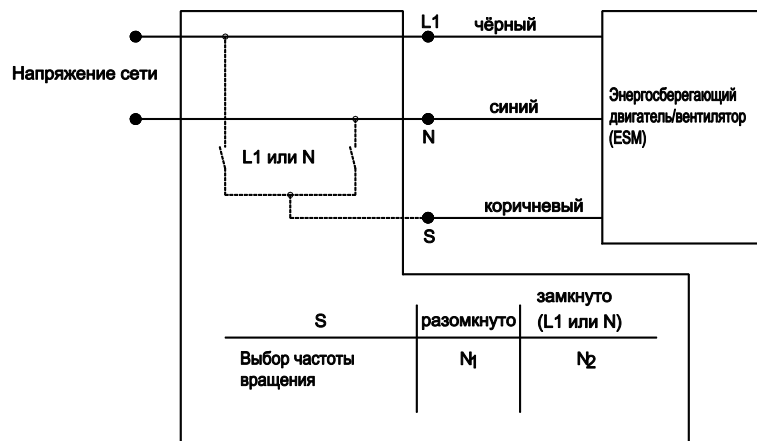 L1
чёрный
Напряжение сети
Энергосберегающий
двигатель/вентилятор
(ESM)
синий
N
L1 или N
коричневый
S
замкнуто
S разомкнуто (L1 или N)
Выбор частоты N1 N2
вращения